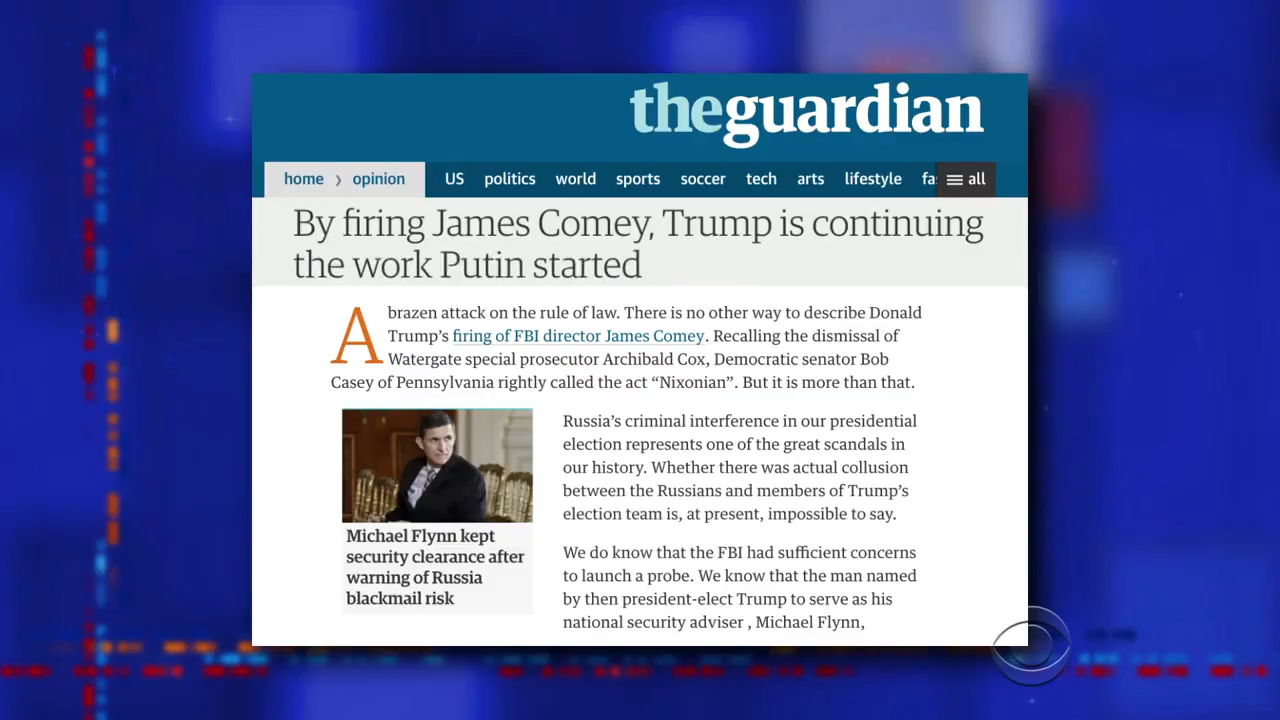 theguardian
home › opinion US politics world sports soccer tech arts lifestyle fa all
By firing James Comey, Trump is continuing
the work Putin started
A brazen attack on the rule of law. There is no other way to describe Donald
Trump’s firing of FBI director James Comey. Recalling the dismissal of
Watergate special prosecutor Archibald Cox, Democratic senator Bob
Casey of Pennsylvania rightly called the act “Nixonian”. But it is more than that.
Michael Flynn kept
security clearance after
warning of Russia
blackmail risk
Russia’s criminal interference in our presidential
election represents one of the great scandals in
our history. Whether there was actual collusion
between the Russians and members of Trump’s
election team is, at present, impossible to say.
We do know that the FBI had sufficient concerns
to launch a probe. We know that the man named
by then president-elect Trump to serve as his
national security adviser , Michael Flynn,